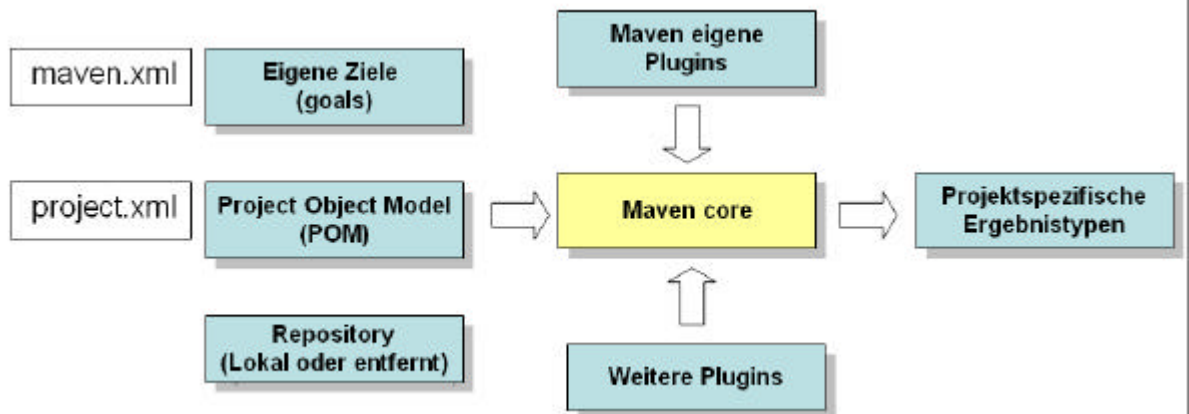 maven.xml
Eigene Ziele
(goals)
Maven eigene
Plugins
project.xml
Project Object Model
(POM)
Maven core
Projektspezifische
Ergebnistypen
Repository
(Lokal oder entfernt)
Weitere Plugins